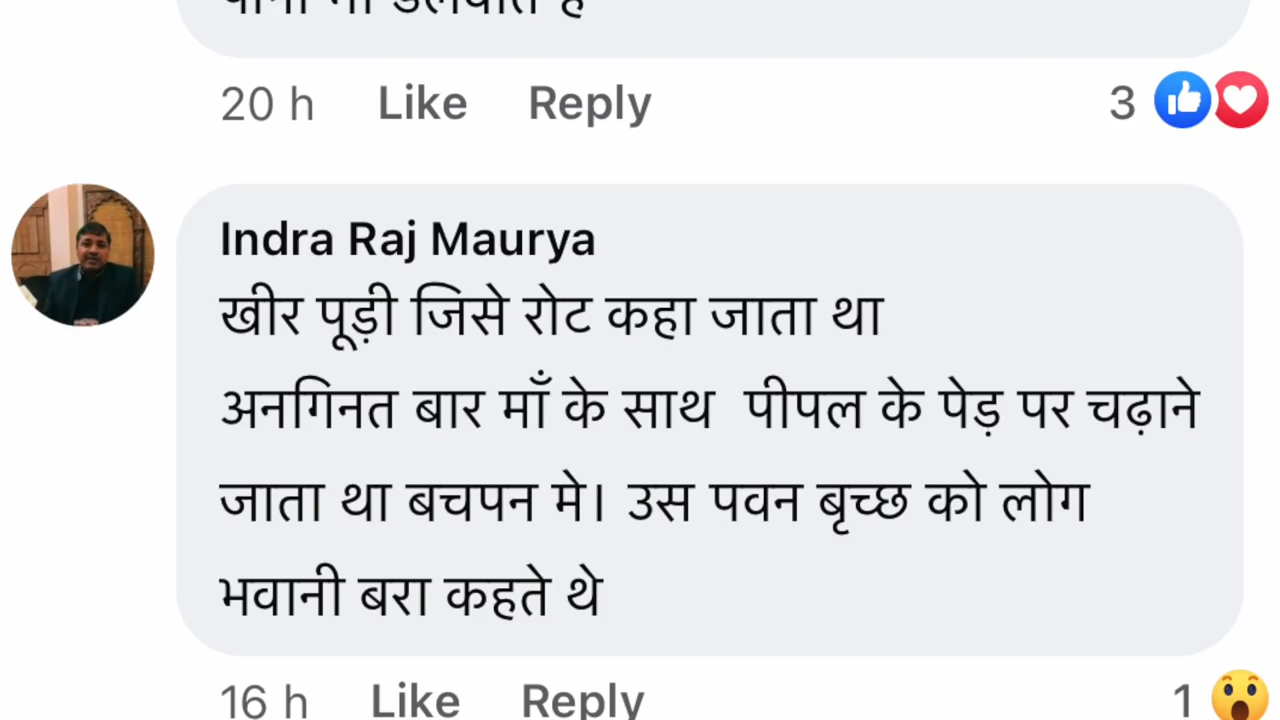 20 h Like Reply 3
Indra Raj Maurya
खीर पूड़ी जिसे रोट कहा जाता था
अनगिनत बार माँ के साथ पीपल के पेड़ पर चढ़ाने
जाता था बचपन मे। उस पवन बृच्छ को लोग
भवानी बरा कहते थे
16 h Like Reply 1